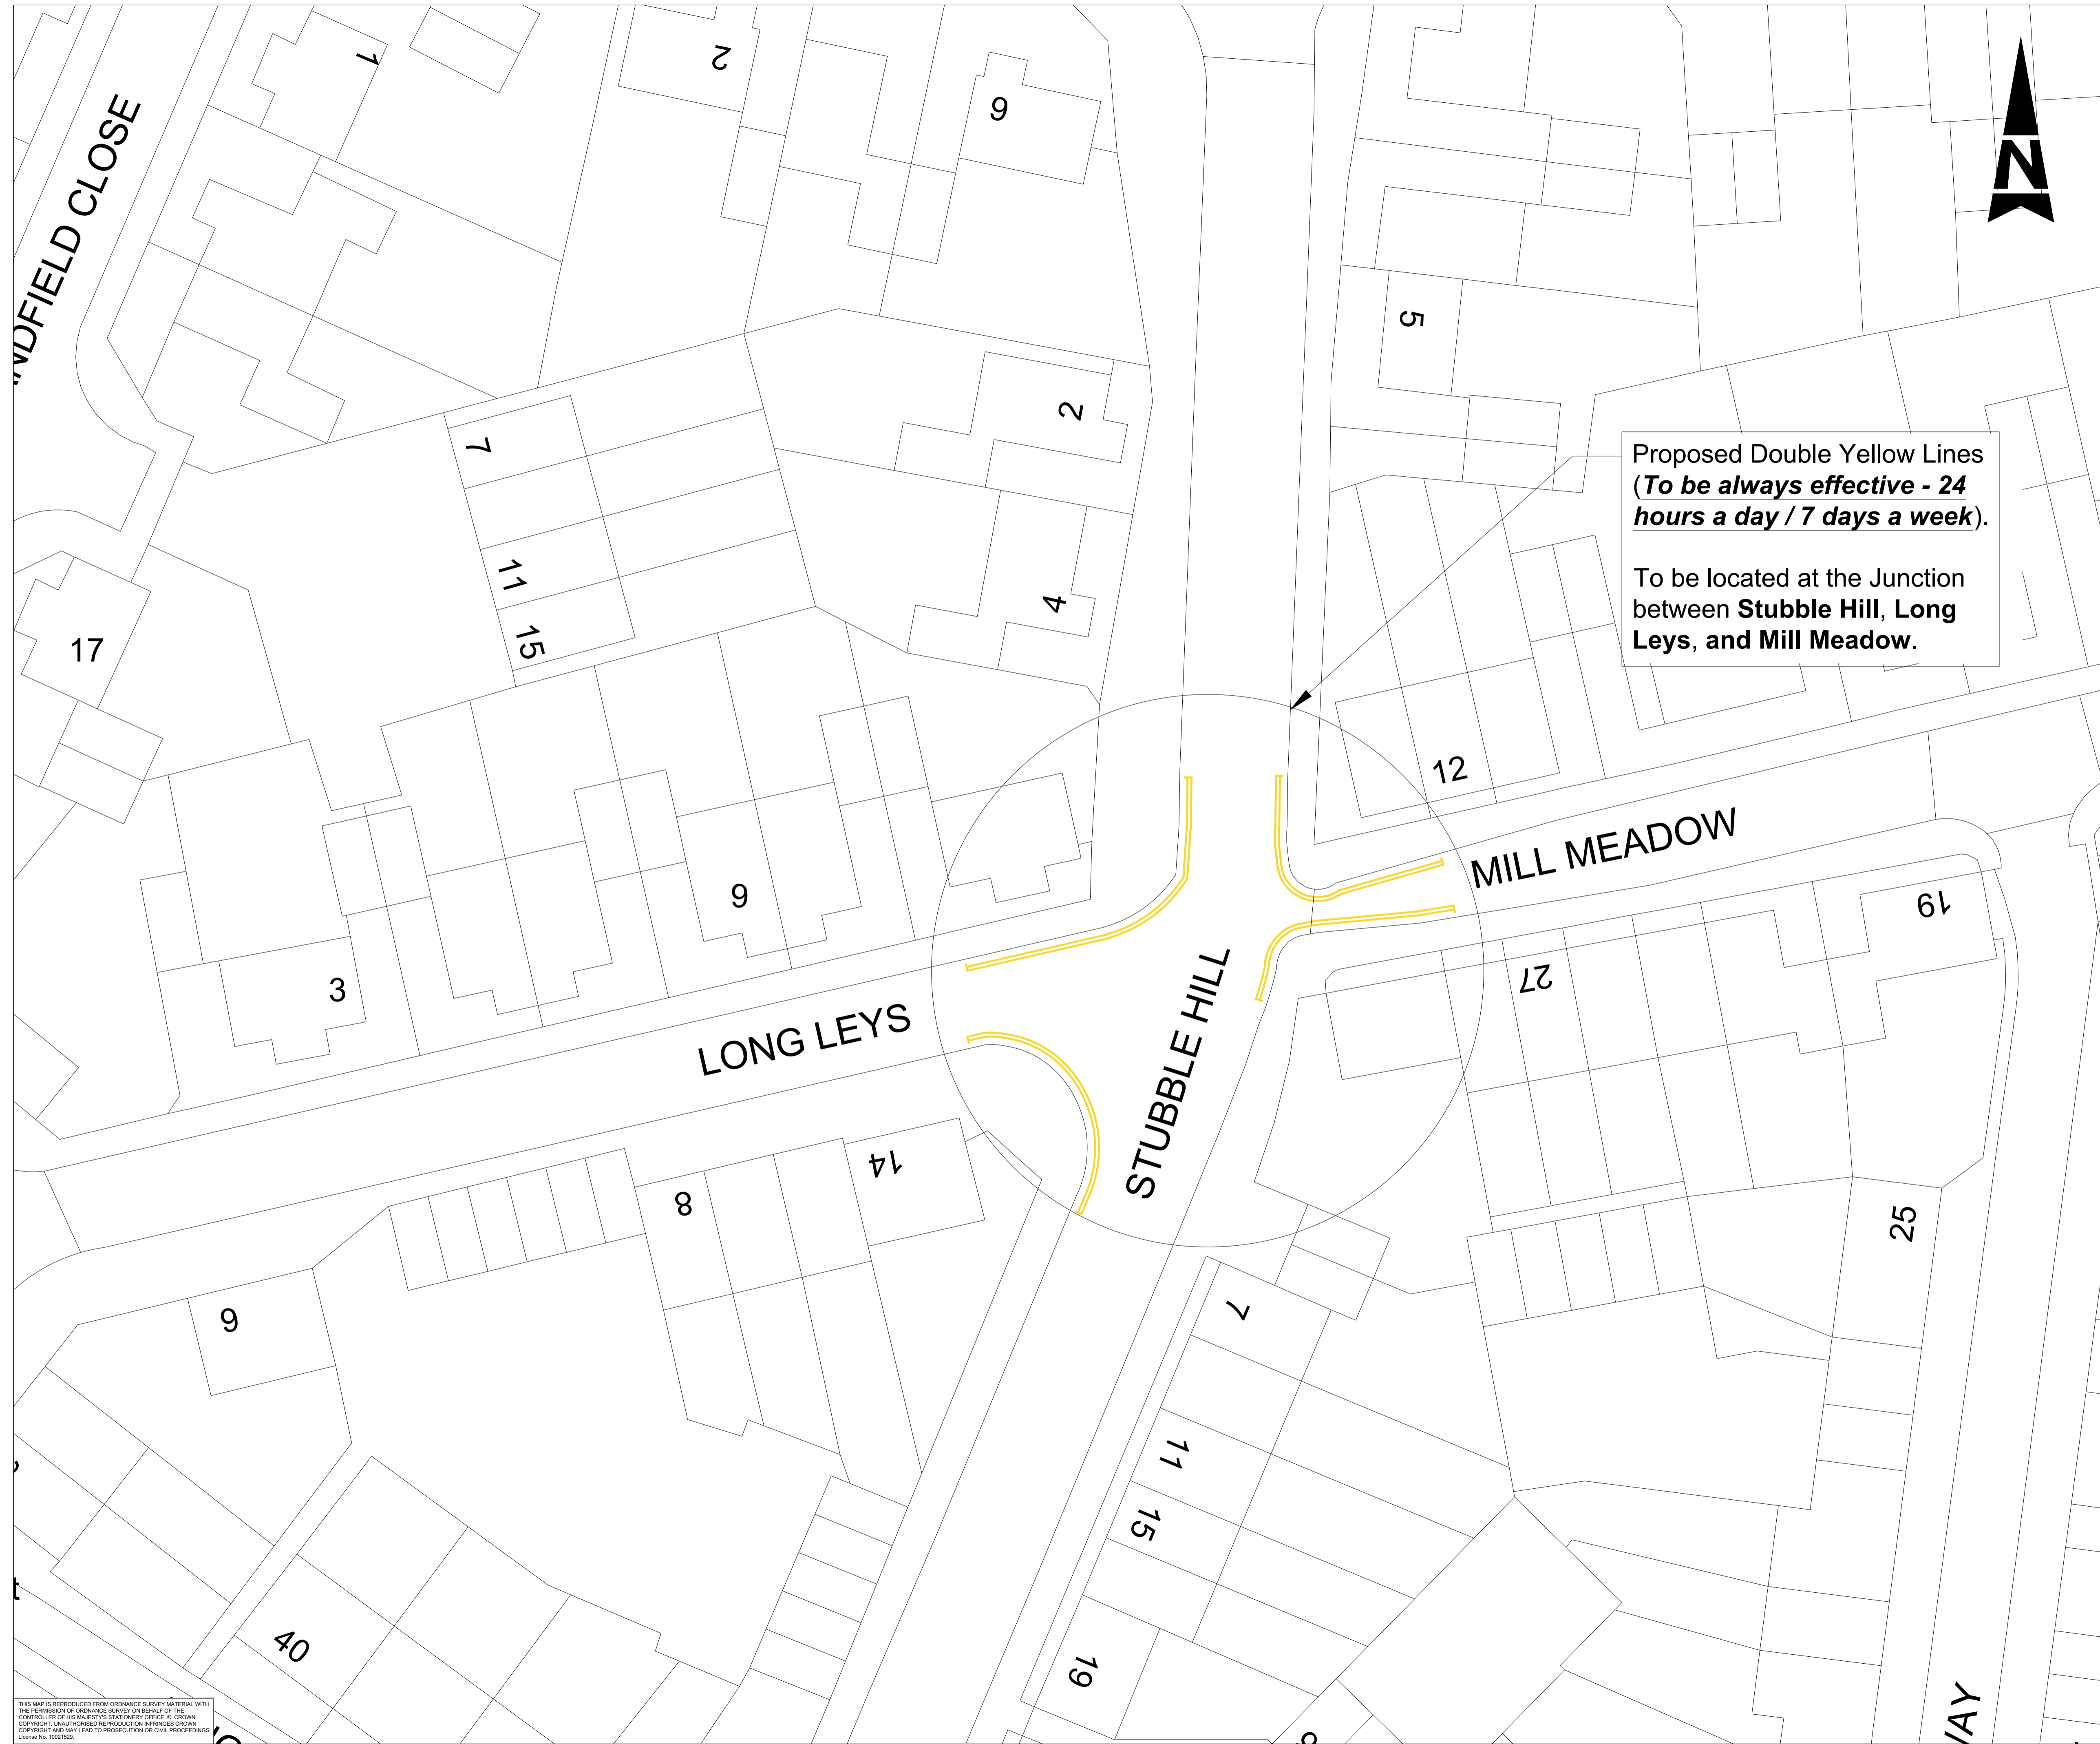 1
2
9
N
INDFIELD CLOSE
5
2
7
Proposed Double Yellow Lines
(To be always effective - 24
hours a day / 7 days a week).
To be located at the Junction
between Stubble Hill, Long
Leys, and Mill Meadow.
11
4
15
17
12
MILL MEADOW
9
19
3
27
LONG LEYS
STUBBLE HILL
14
8
25
9
7
11
15
40
19
WAY
THIS MAP IS REPRODUCED FROM ORDNANCE SURVEY MATERIAL WITH
THE PERMISSION OF ORDNANCE SURVEY ON BEHALF OF THE
CONTROLLER OF HIS MAJESTY'S STATIONERY OFFICE. © CROWN
COPYRIGHT. UNAUTHORISED REPRODUCTION INFRINGES CROWN
COPYRIGHT AND MAY LEAD TO PROSECUTION OR CIVIL PROCEEDINGS.
License No. 10021529.